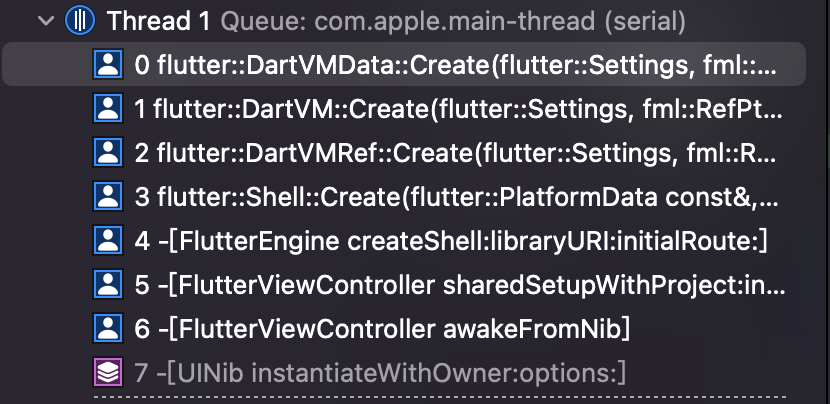 Thread 1 Queue: com.apple.main-thread (serial)
0 flutter::DartVMData::Create(flutter::Settings, fml::...
1 flutter::DartVM::Create(flutter::Settings, fml::RefPt...
2 flutter::DartVMRef::Create(flutter::Settings, fml::R...
3 flutter::Shell::Create(flutter::PlatformData const&,...
4 -[FlutterEngine createShell:libraryURI:initialRoute:]
5 -[FlutterViewController sharedSetupWithProject:in...
6 -[FlutterViewController awakeFromNib]
7 -[UINib instantiateWithOwner:options:]